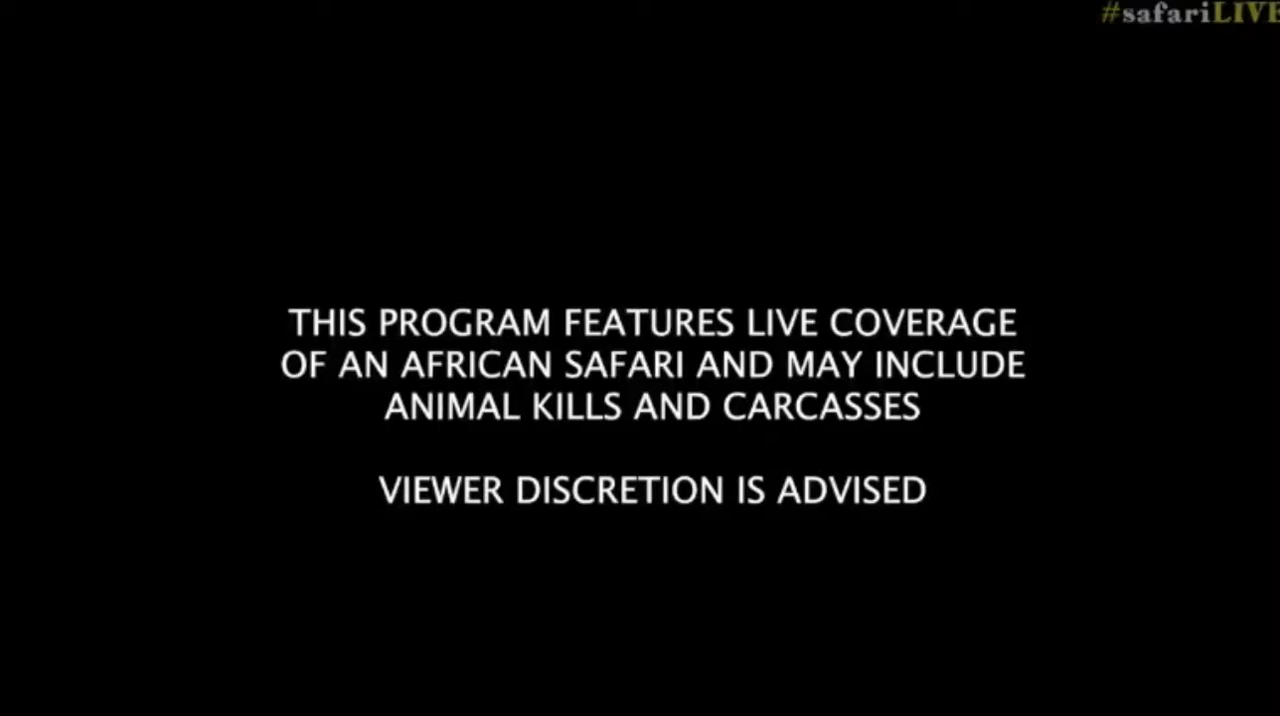 #safariLIVE
THIS PROGRAM FEATURES LIVE COVERAGE
OF AN AFRICAN SAFARI AND MAY INCLUDE
ANIMAL KILLS AND CARCASSES
VIEWER DISCRETION IS ADVISED